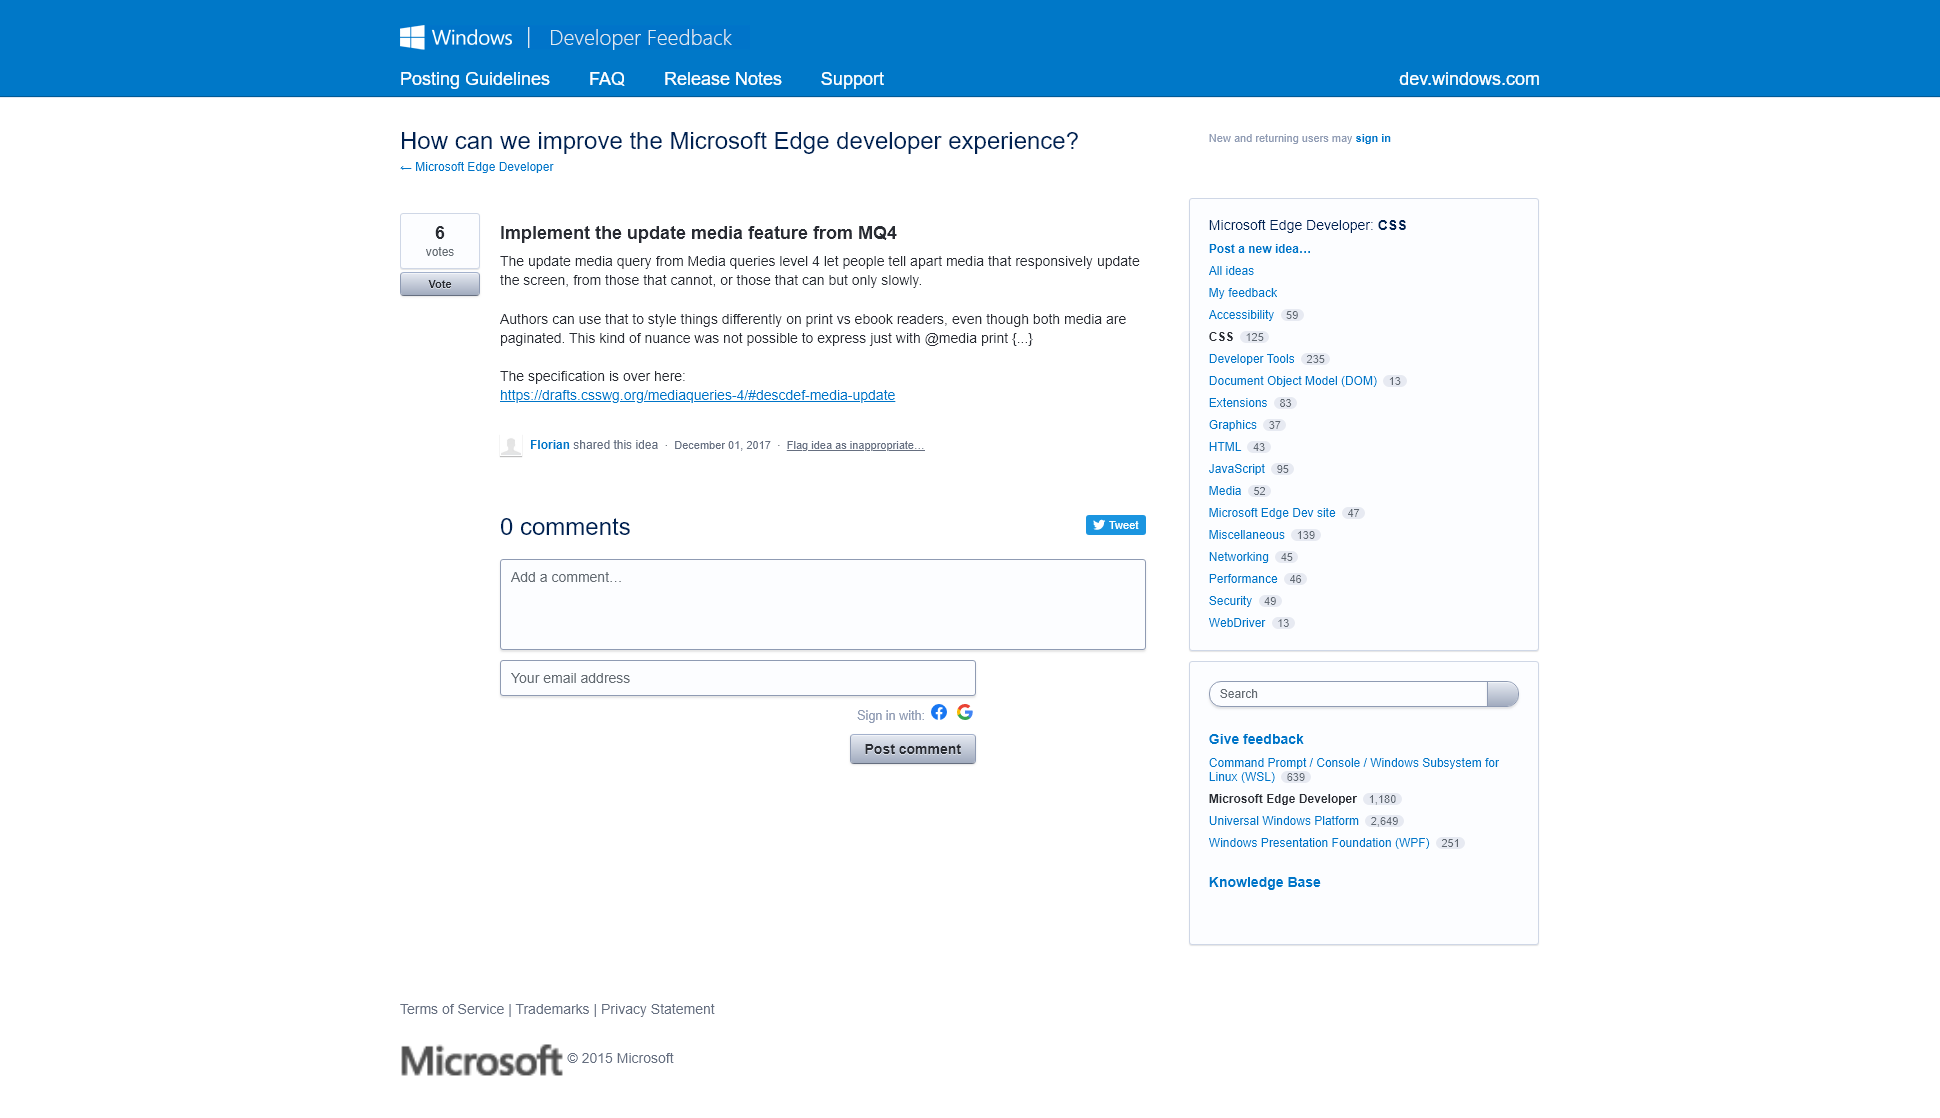 Windows | Developer Feedback
Posting Guidelines FAQ Release Notes Support dev.windows.com
How can we improve the Microsoft Edge developer experience?
← Microsoft Edge Developer
New and returning users may sign in
6
votes
Vote
Implement the update media feature from MQ4
The update media query from Media queries level 4 let people tell apart media that responsively update
the screen, from those that cannot, or those that can but only slowly.
Authors can use that to style things differently on print vs ebook readers, even though both media are
paginated. This kind of nuance was not possible to express just with @media print {...}
The specification is over here:
https://drafts.csswg.org/mediaqueries-4/#descdef-media-update
Florian shared this idea · December 01, 2017 · Flag idea as inappropriate…
0 comments
Tweet
Add a comment…
Your email address
Sign in with:
Post comment
Microsoft Edge Developer: CSS
Post a new idea…
All ideas
My feedback
Accessibility 59
CSS 125
Developer Tools 235
Document Object Model (DOM) 13
Extensions 83
Graphics 37
HTML 43
JavaScript 95
Media 52
Microsoft Edge Dev site 47
Miscellaneous 139
Networking 45
Performance 46
Security 49
WebDriver 13
Search
Give feedback
Command Prompt / Console / Windows Subsystem for
Linux (WSL) 639
Microsoft Edge Developer 1,180
Universal Windows Platform 2,649
Windows Presentation Foundation (WPF) 251
Knowledge Base
Terms of Service | Trademarks | Privacy Statement
Microsoft © 2015 Microsoft